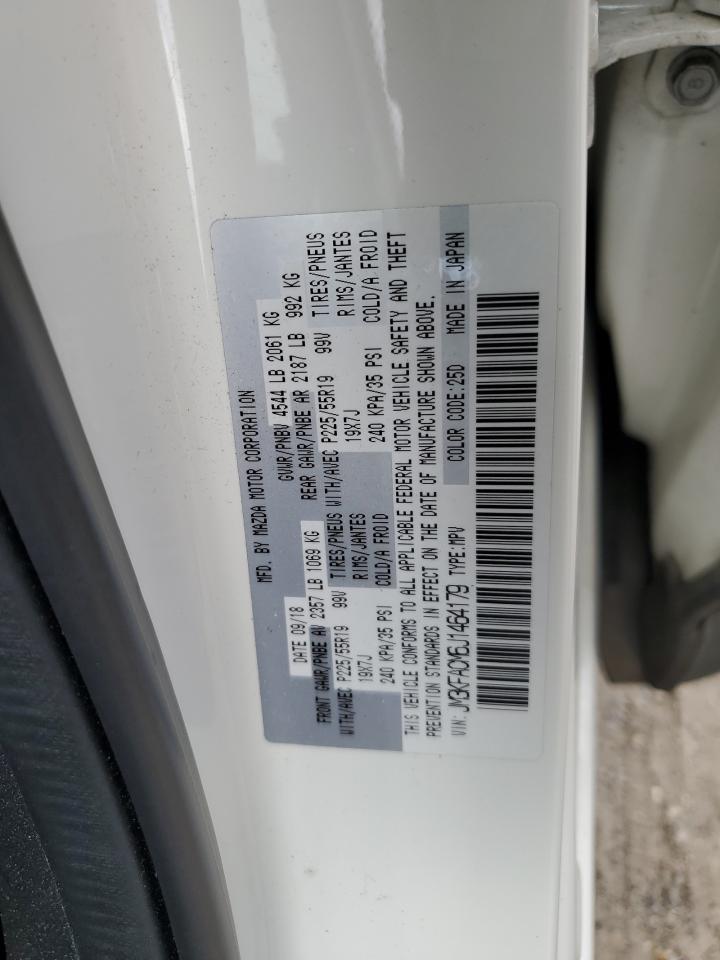 MFD. BY MAZDA MOTOR CORPORATION
DATE 09/18 GVWR/PNBV 4544 LB 2061 KG
FRONT GAWR/PNBE AV 2357 LB 1069 KG REAR GAWR/PNBE AR 2187 LB 992 KG
WITH/AVEC P225/55R19 99V TIRES/PNEUS WITH/AVEC P225/55R19 99V TIRES/PNEUS
19X7J RIMS/JANTES 19X7J RIMS/JANTES
240 KPA/35 PSI COLD/A FROID 240 KPA/35 PSI COLD/A FROID
THIS VEHICLE CONFORMS TO ALL APPLICABLE FEDERAL MOTOR VEHICLE SAFETY AND THEFT
PREVENTION STANDARDS IN EFFECT ON THE DATE OF MANUFACTURE SHOWN ABOVE.
VIN: JM3KFACM6J1464179 TYPE:MPV COLOR CODE:25D MADE IN JAPAN
8